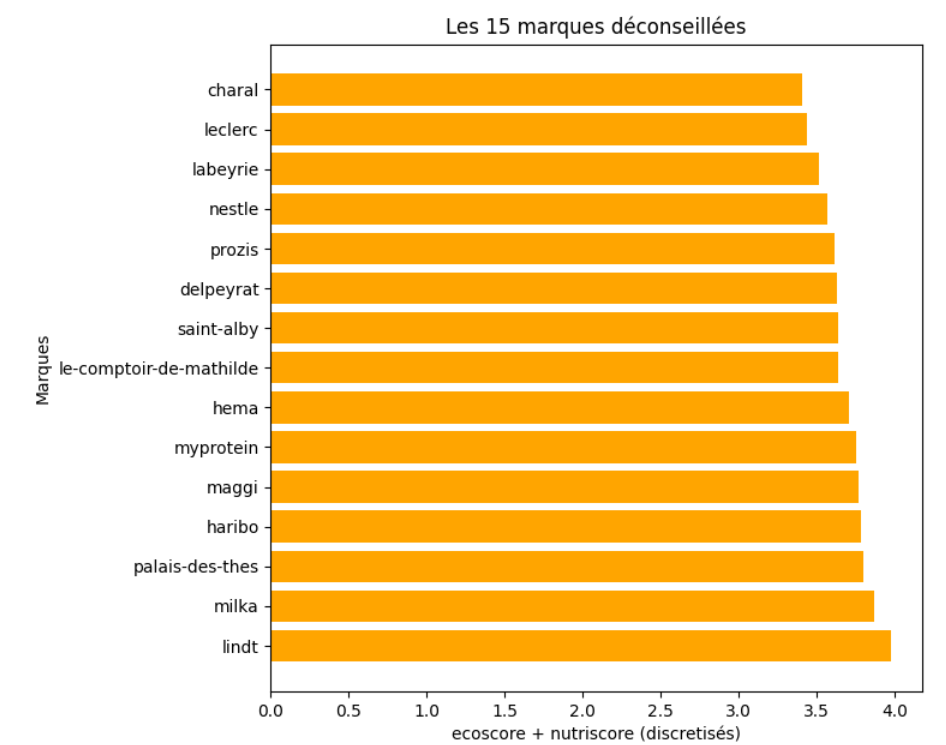 Les 15 marques déconseillées
charal
leclerc
labeyrie
nestle
prozis
delpeyrat
saint-alby
le-comptoir-de-mathilde
hema
myprotein
maggi
haribo
palais-des-thes
milka
lindt
Marques
0.0 0.5 1.0 1.5 2.0 2.5 3.0 3.5 4.0
ecoscore + nutriscore (discretisés)